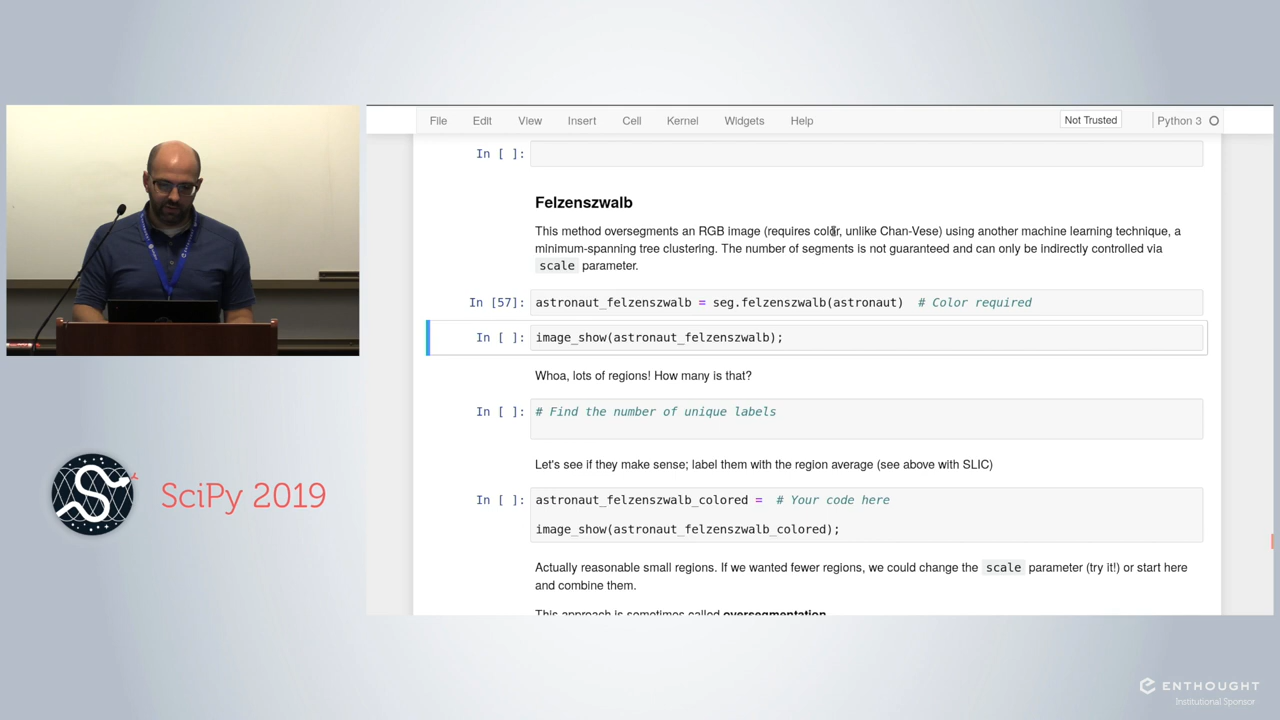 File Edit View Insert Cell Kernel Widgets Help Not Trusted Python 3
In [ ]:
Felzenszwalb
This method oversegments an RGB image (requires color, unlike Chan-Vese) using another machine learning technique, a
minimum-spanning tree clustering. The number of segments is not guaranteed and can only be indirectly controlled via
scale parameter.
In [57]: astronaut_felzenszwalb = seg.felzenszwalb(astronaut)  # Color required
In [ ]: image_show(astronaut_felzenszwalb);
Whoa, lots of regions! How many is that?
In [ ]: # Find the number of unique labels
Let's see if they make sense; label them with the region average (see above with SLIC)
In [ ]: astronaut_felzenszwalb_colored =  # Your code here
image_show(astronaut_felzenszwalb_colored);
Actually reasonable small regions. If we wanted fewer regions, we could change the scale parameter (try it!) or start here
and combine them.
This approach is sometimes called oversegmentation
SciPy 2019
ENTHOUGHT
Institutional Sponsor